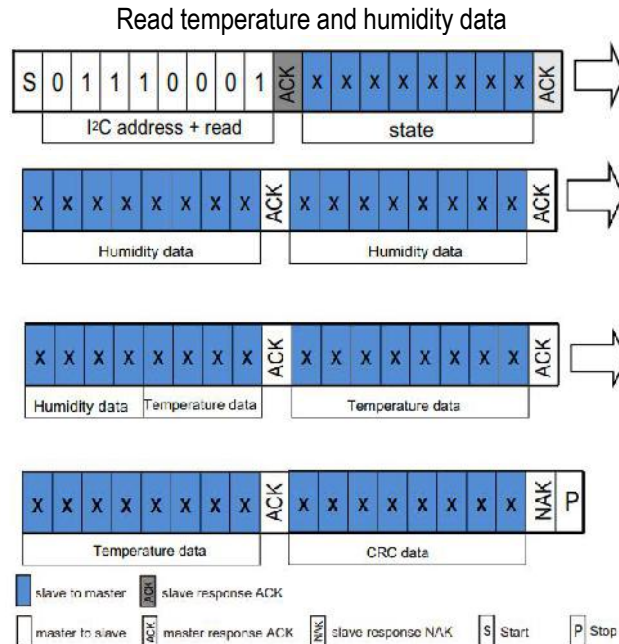 Read temperature and humidity data
S 0 1 1 1 0 0 0 1 ACK X X X X X X X X ACK
I²C address + read state
X X X X X X X X ACK X X X X X X X X ACK
Humidity data Humidity data
X X X X X X X X ACK X X X X X X X X ACK
Humidity data Temperature data Temperature data
X X X X X X X X ACK X X X X X X X X NAK P
Temperature data CRC data
slave to master ACK slave response ACK
master to slave ACK master response ACK NAK slave response NAK S Start P Stop